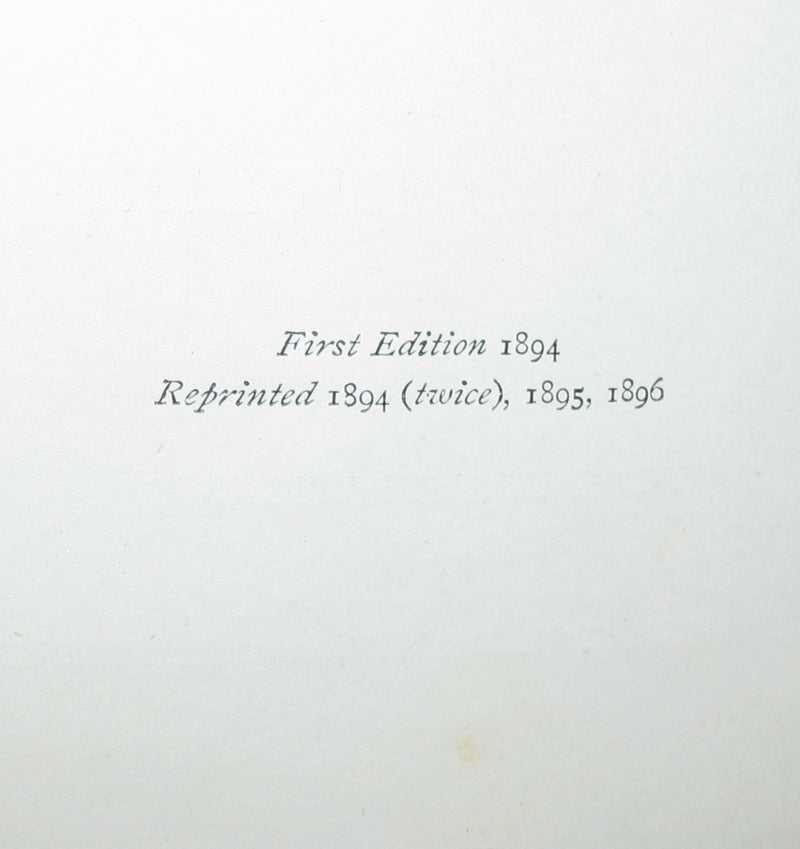 First Edition 1894
Reprinted 1894 (twice), 1895, 1896